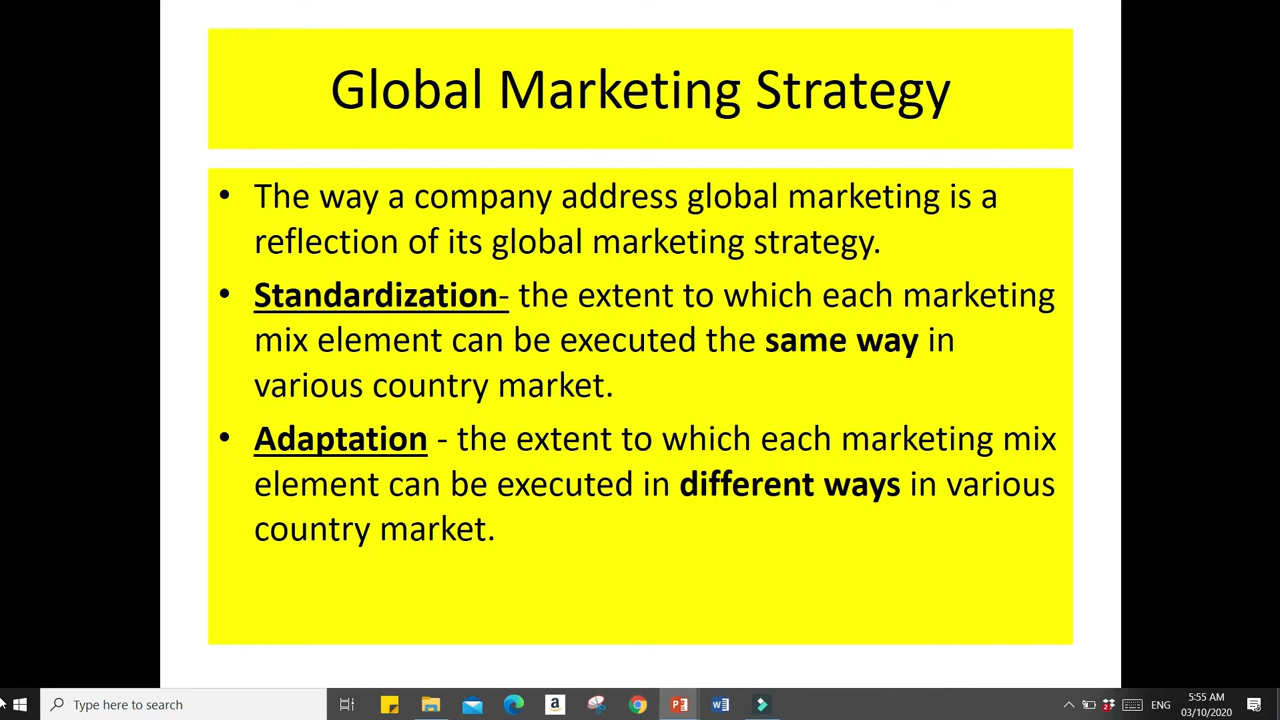 Global Marketing Strategy
• The way a company address global marketing is a
reflection of its global marketing strategy.
• Standardization- the extent to which each marketing
mix element can be executed the same way in
various country market.
• Adaptation - the extent to which each marketing mix
element can be executed in different ways in various
country market.
Type here to search
ENG
5:55 AM
03/10/2020